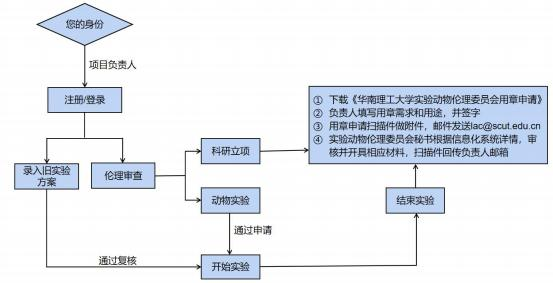 您的身份
项目负责人
注册/登录
① 下载《华南理工大学实验动物伦理委员会用章申请》
② 负责人填写用章需求和用途，并签字
③ 用章申请扫描件做附件，邮件发送lac@scut.edu.cn
④ 实验动物伦理委员会秘书根据信息化系统详情，审
核并开具相应材料，扫描件回传负责人邮箱
录入旧实验
方案
伦理审查
科研立项
动物实验
结束实验
通过申请
通过复核
开始实验